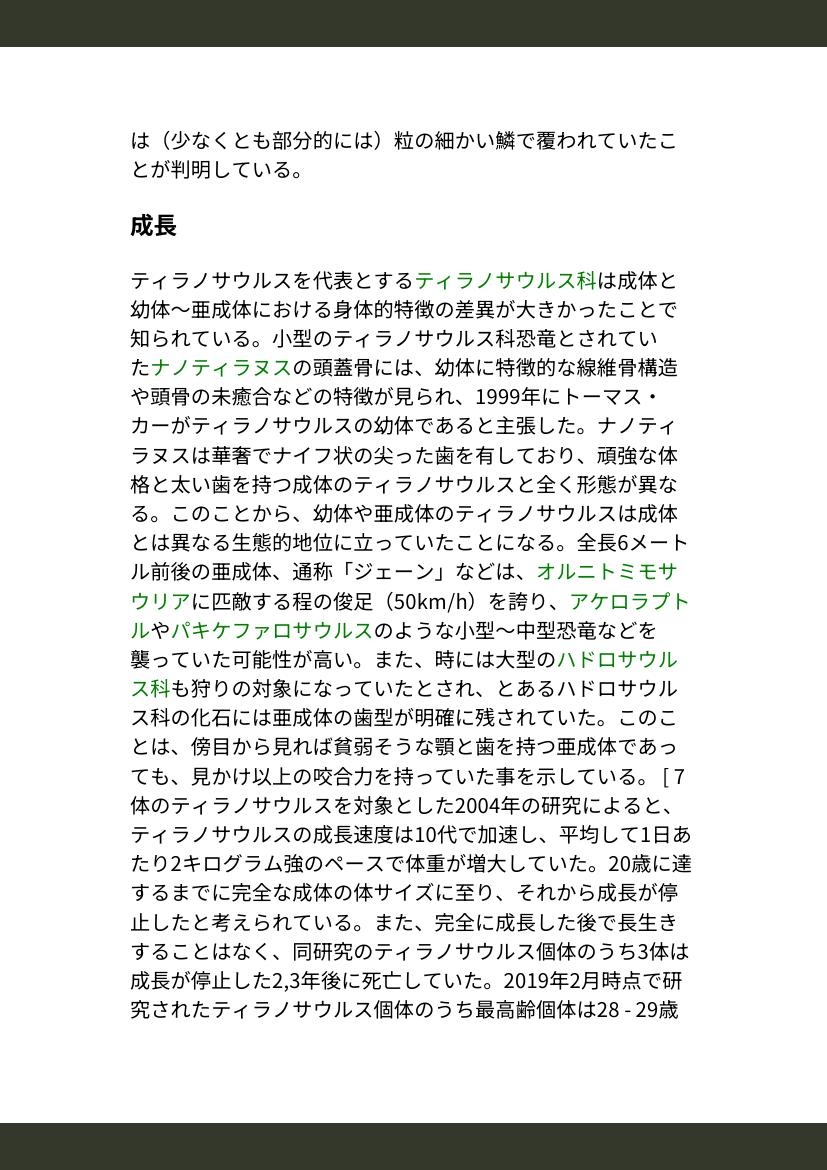 は（少なくとも部分的には）粒の細かい鱗で覆われていたこ
とが判明している。
成長
ティラノサウルスを代表とするティラノサウルス科は成体と
幼体〜亜成体における身体的特徴の差異が大きかったことで
知られている。小型のティラノサウルス科恐竜とされてい
たナノティラヌスの頭蓋骨には、幼体に特徴的な線維骨構造
や頭骨の未癒合などの特徴が見られ、1999年にトーマス・
カーがティラノサウルスの幼体であると主張した。ナノティ
ラヌスは華奢でナイフ状の尖った歯を有しており、頑強な体
格と太い歯を持つ成体のティラノサウルスと全く形態が異な
る。このことから、幼体や亜成体のティラノサウルスは成体
とは異なる生態的地位に立っていたことになる。全長6メート
ル前後の亜成体、通称「ジェーン」などは、オルニトミモサ
ウリアに匹敵する程の俊足（50km/h）を誇り、アケロラプト
ルやパキケファロサウルスのような小型〜中型恐竜などを
襲っていた可能性が高い。また、時には大型のハドロサウル
ス科も狩りの対象になっていたとされ、とあるハドロサウル
ス科の化石には亜成体の歯型が明確に残されていた。このこ
とは、傍目から見れば貧弱そうな顎と歯を持つ亜成体であっ
ても、見かけ以上の咬合力を持っていた事を示している。 [ 7
体のティラノサウルスを対象とした2004年の研究によると、
ティラノサウルスの成長速度は10代で加速し、平均して1日あ
たり2キログラム強のペースで体重が増大していた。20歳に達
するまでに完全な成体の体サイズに至り、それから成長が停
止したと考えられている。また、完全に成長した後で長生き
することはなく、同研究のティラノサウルス個体のうち3体は
成長が停止した2,3年後に死亡していた。2019年2月時点で研
究されたティラノサウルス個体のうち最高齢個体は28 - 29歳